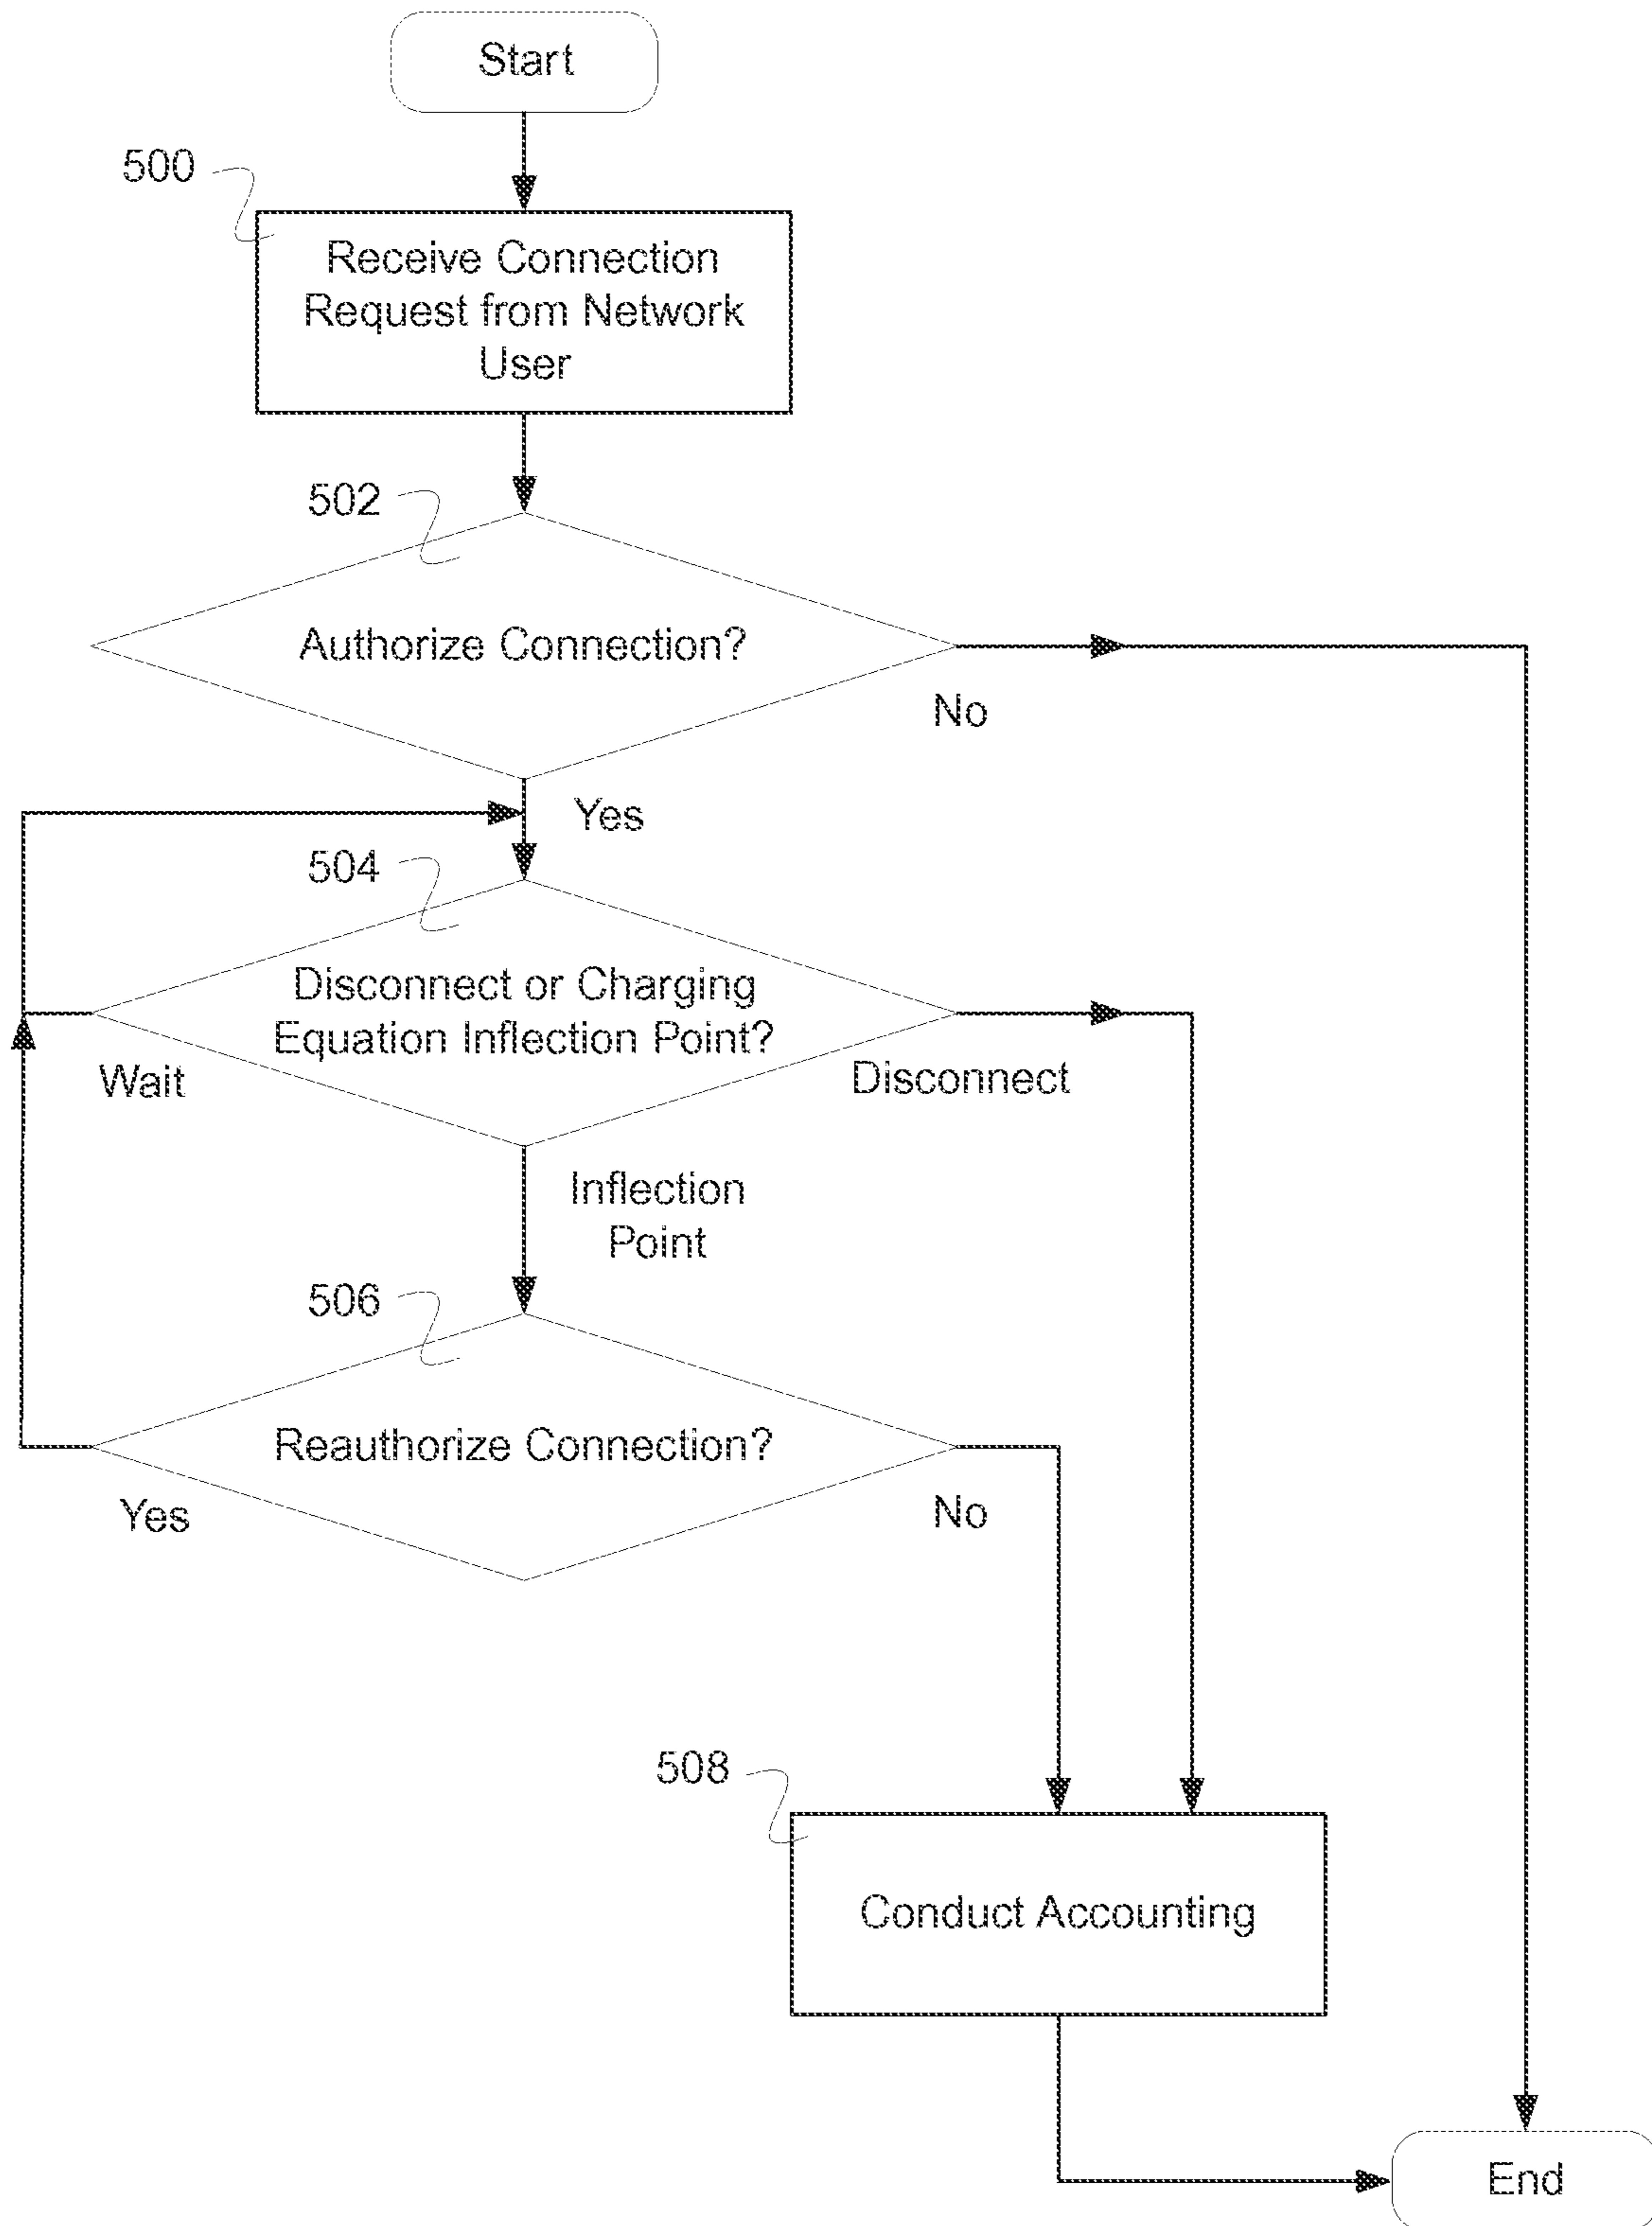 Start
500
Receive Connection
Request from Network
User
502
Authorize Connection?
No
Yes
504
Disconnect or Charging
Equation Inflection Point?
Wait
Disconnect
Inflection
Point
506
Reauthorize Connection?
Yes
No
508
Conduct Accounting
End